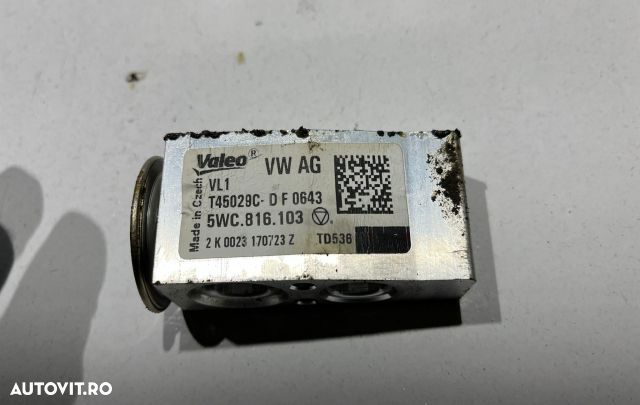 Valeo® VW AG
Made in Czech
VL1
T45029C- D F 0643
5WC.816.103
2 K 0023 170723 Z TD538
AUTOVIT.RO